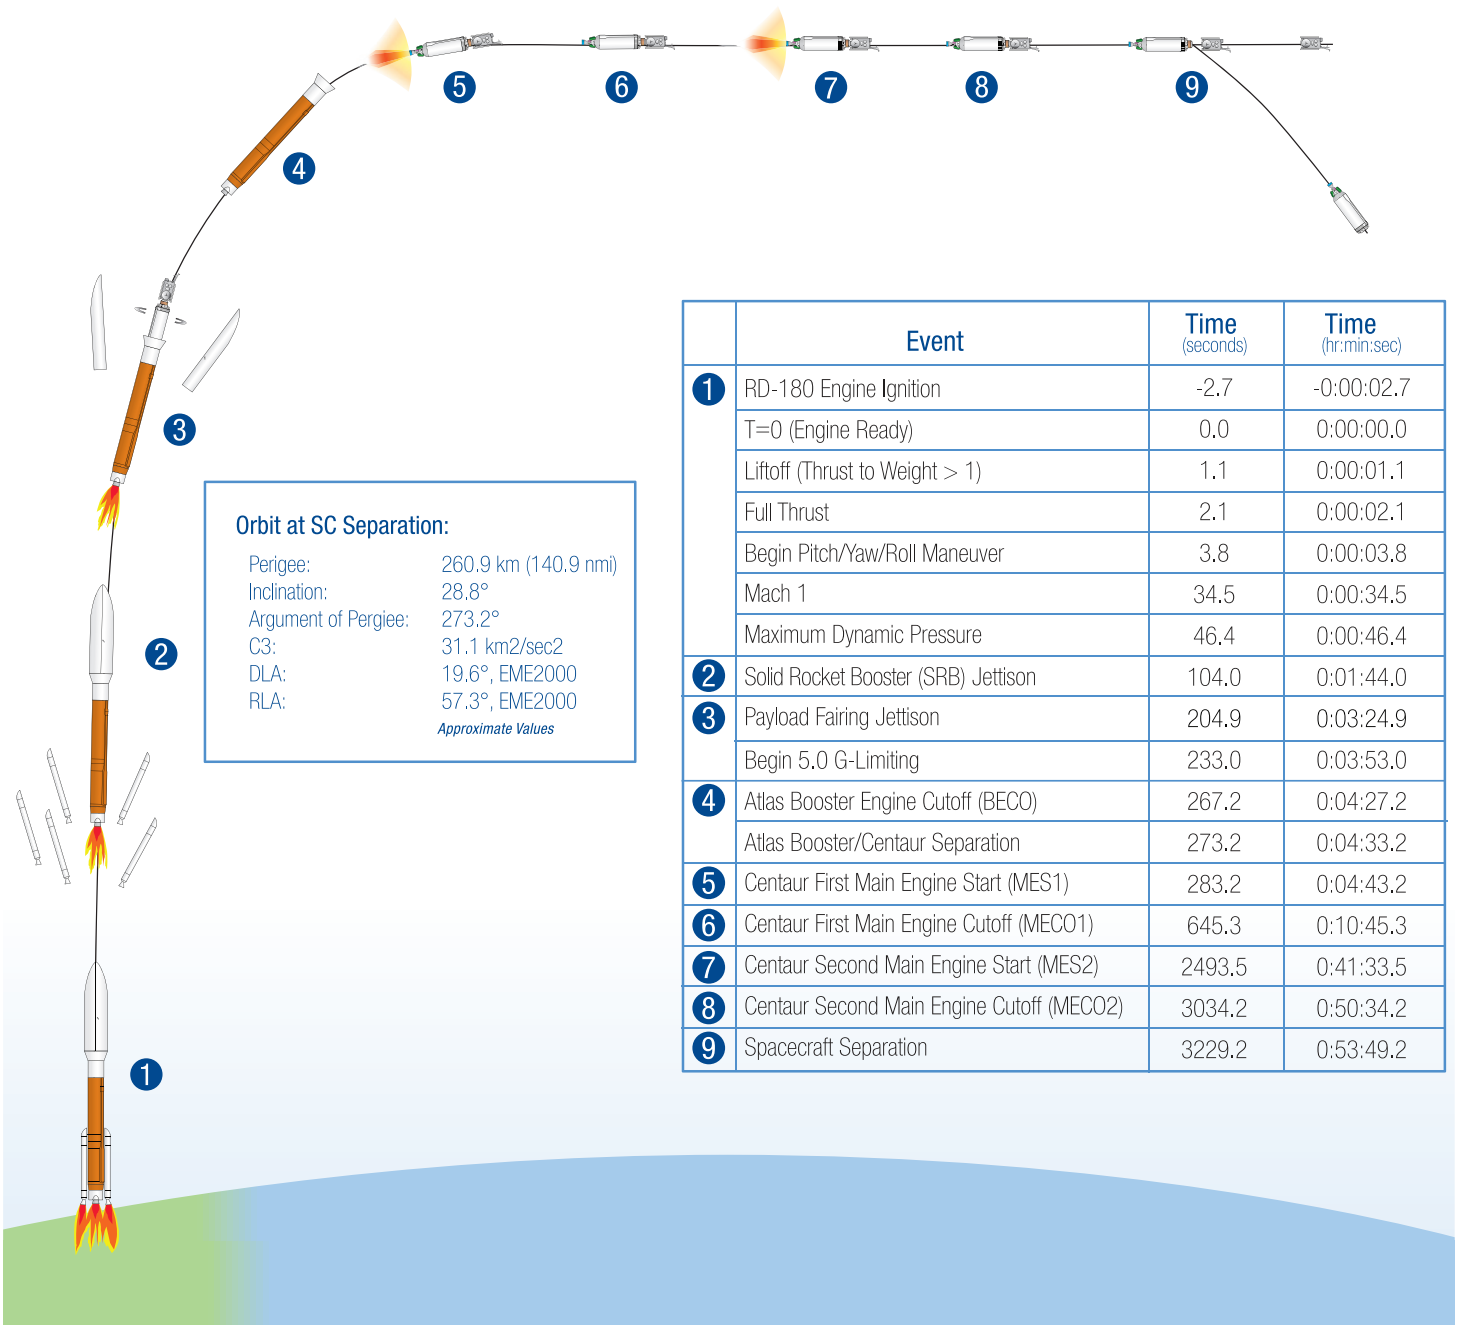 5
6
7
8
9
4
3
2
1
Orbit at SC Separation:
Perigee: 260.9 km (140.9 nmi)
Inclination: 28.8°
Argument of Pergiee: 273.2°
C3: 31.1 km2/sec2
DLA: 19.6°, EME2000
RLA: 57.3°, EME2000
Approximate Values
Event Time (seconds) Time (hr:min:sec)
1 RD-180 Engine Ignition -2.7 -0:00:02.7
T=0 (Engine Ready) 0.0 0:00:00.0
Liftoff (Thrust to Weight > 1) 1.1 0:00:01.1
Full Thrust 2.1 0:00:02.1
Begin Pitch/Yaw/Roll Maneuver 3.8 0:00:03.8
Mach 1 34.5 0:00:34.5
Maximum Dynamic Pressure 46.4 0:00:46.4
2 Solid Rocket Booster (SRB) Jettison 104.0 0:01:44.0
3 Payload Fairing Jettison 204.9 0:03:24.9
Begin 5.0 G-Limiting 233.0 0:03:53.0
4 Atlas Booster Engine Cutoff (BECO) 267.2 0:04:27.2
Atlas Booster/Centaur Separation 273.2 0:04:33.2
5 Centaur First Main Engine Start (MES1) 283.2 0:04:43.2
6 Centaur First Main Engine Cutoff (MECO1) 645.3 0:10:45.3
7 Centaur Second Main Engine Start (MES2) 2493.5 0:41:33.5
8 Centaur Second Main Engine Cutoff (MECO2) 3034.2 0:50:34.2
9 Spacecraft Separation 3229.2 0:53:49.2